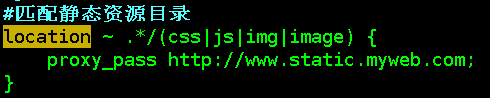 #匹配静态资源目录
location ~ .*/(css|js|img|image) {
    proxy_pass http://www.static.myweb.com;
}